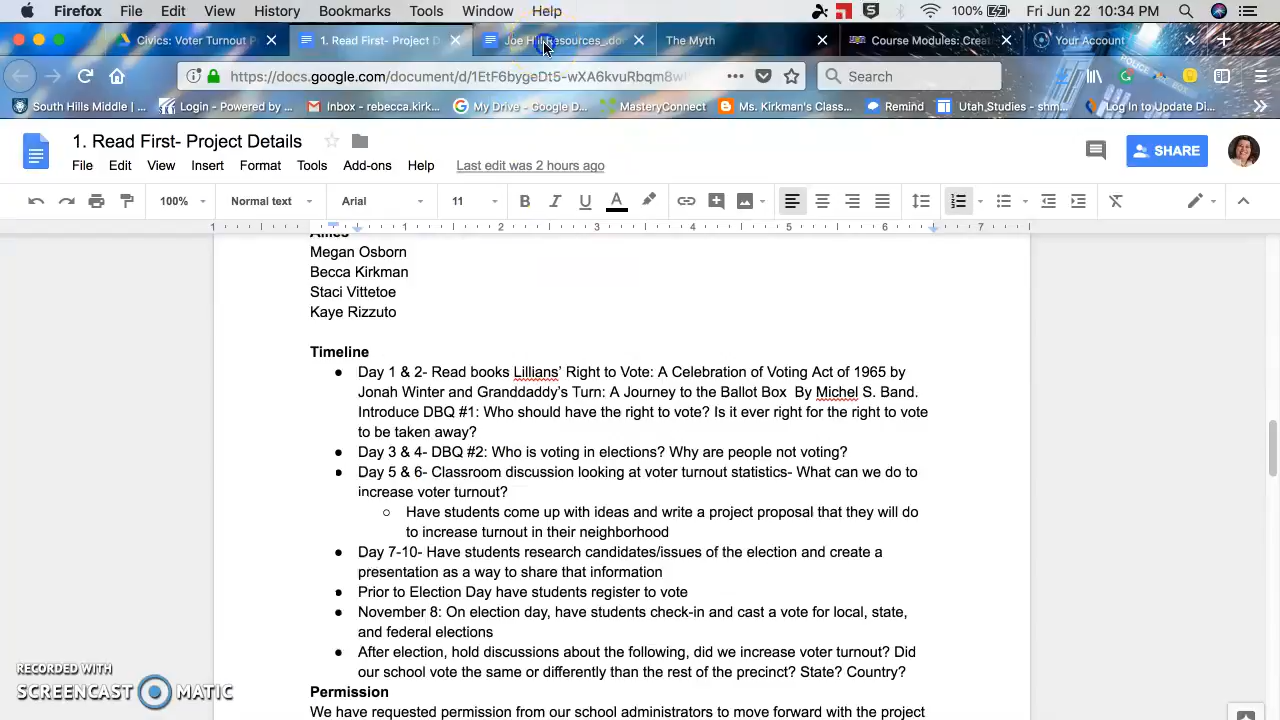 Firefox File Edit View History Bookmarks Tools Window Help 100% Fri Jun 22 10:34 PM
Civics: Voter Turnout P 1. Read First- Project D Joe Hill Resources_.doc The Myth Course Modules: Creat Your Account
https://docs.google.com/document/d/1EtF6bygeDt5-wXA6kvuRbqm8w Search
South Hills Middle | ... Login - Powered by ... Inbox - rebecca.kirk... My Drive - Google D... MasteryConnect Ms. Kirkman's Class... Remind Utah Studies - shm... Log In to Update Di...
1. Read First- Project Details
File Edit View Insert Format Tools Add-ons Help Last edit was 2 hours ago
SHARE
100% Normal text Arial 11 B I U A
1 1 2 3 4 5 6 7
Allies
Megan Osborn
Becca Kirkman
Staci Vittetoe
Kaye Rizzuto
Timeline
● Day 1 & 2- Read books Lillians' Right to Vote: A Celebration of Voting Act of 1965 by
Jonah Winter and Granddaddy's Turn: A Journey to the Ballot Box By Michel S. Band.
Introduce DBQ #1: Who should have the right to vote? Is it ever right for the right to vote
to be taken away?
● Day 3 & 4- DBQ #2: Who is voting in elections? Why are people not voting?
● Day 5 & 6- Classroom discussion looking at voter turnout statistics- What can we do to
increase voter turnout?
○ Have students come up with ideas and write a project proposal that they will do
to increase turnout in their neighborhood
● Day 7-10- Have students research candidates/issues of the election and create a
presentation as a way to share that information
● Prior to Election Day have students register to vote
● November 8: On election day, have students check-in and cast a vote for local, state,
and federal elections
● After election, hold discussions about the following, did we increase voter turnout? Did
our school vote the same or differently than the rest of the precinct? State? Country?
Permission
We have requested permission from our school administrators to move forward with the project
RECORDED WITH
SCREENCAST MATIC